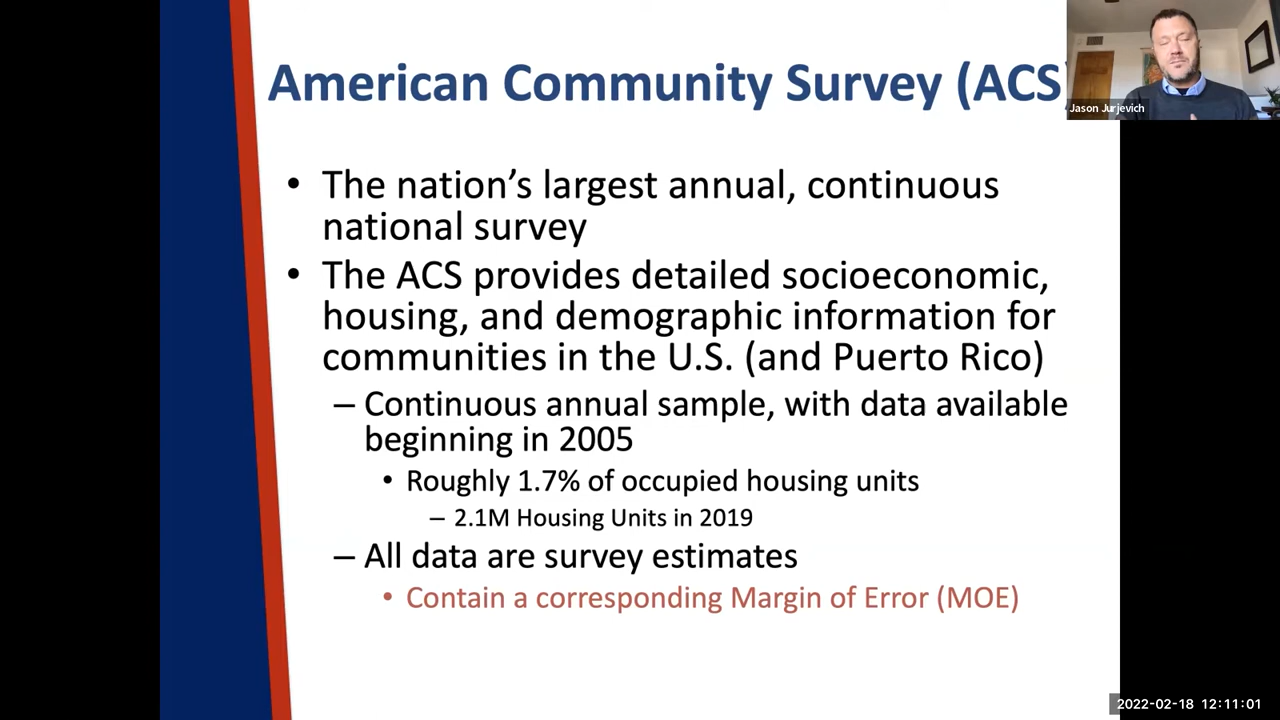 American Community Survey (ACS)
Jason Jurjevich
• The nation's largest annual, continuous
national survey
• The ACS provides detailed socioeconomic,
housing, and demographic information for
communities in the U.S. (and Puerto Rico)
– Continuous annual sample, with data available
beginning in 2005
• Roughly 1.7% of occupied housing units
– 2.1M Housing Units in 2019
– All data are survey estimates
• Contain a corresponding Margin of Error (MOE)
2022-02-18 12:11:01